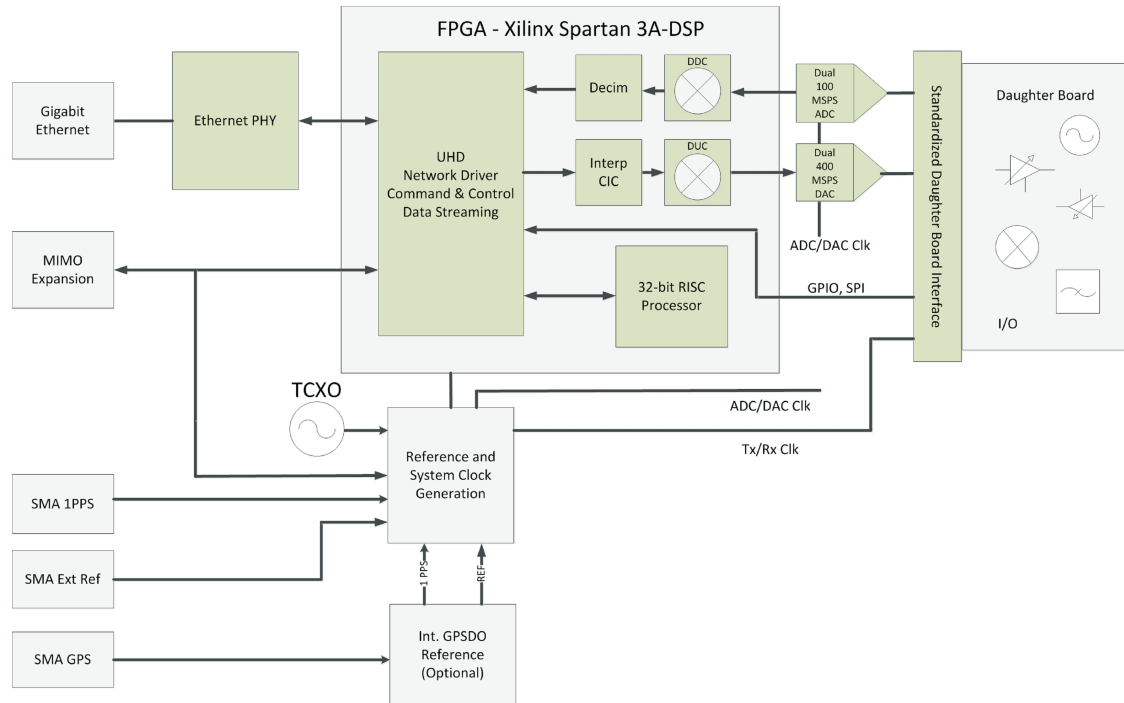 FPGA - Xilinx Spartan 3A-DSP
Gigabit
Ethernet
Ethernet PHY
UHD
Network Driver
Command & Control
Data Streaming
Decim
DDC
Dual
100
MSPS
ADC
Interp
CIC
DUC
Dual
400
MSPS
DAC
ADC/DAC Clk
Standardized Daughter Board Interface
Daughter Board
I/O
MIMO
Expansion
32-bit RISC
Processor
GPIO, SPI
TCXO
ADC/DAC Clk
Tx/Rx Clk
Reference and
System Clock
Generation
SMA 1PPS
SMA Ext Ref
1 PPS
REF
SMA GPS
Int. GPSDO
Reference
(Optional)